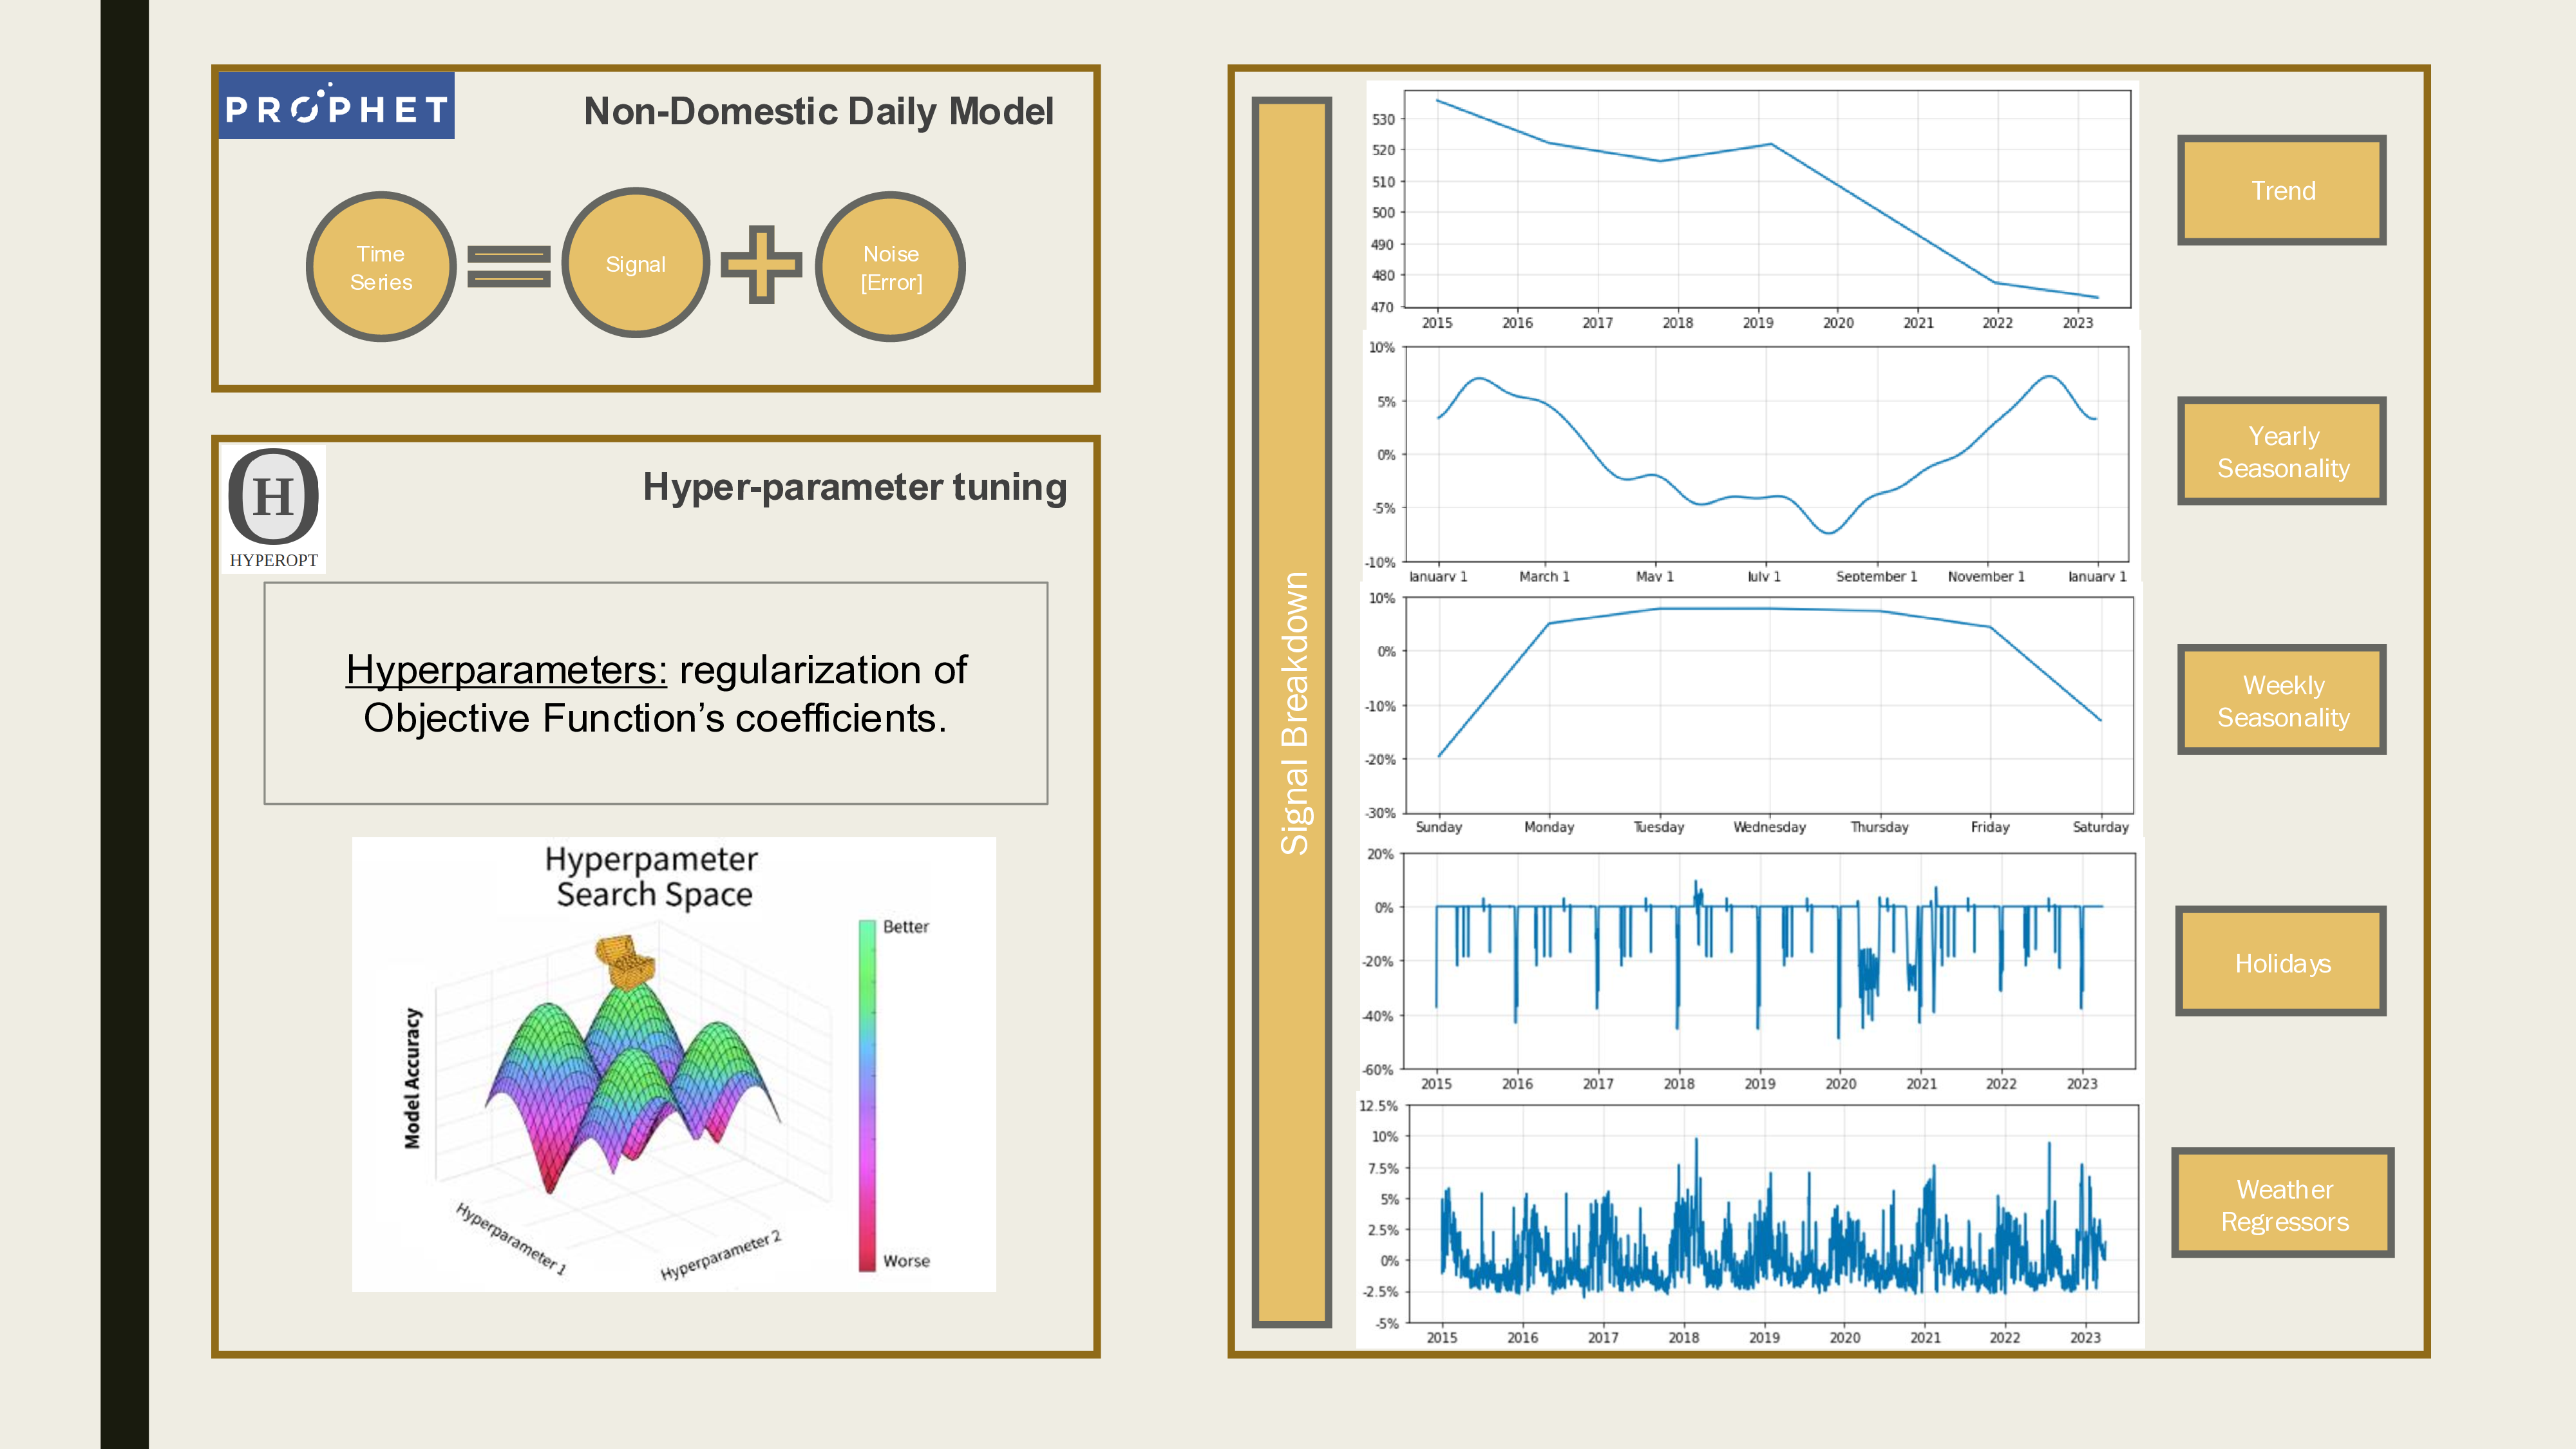 PROPHET
Non-Domestic Daily Model
Time
Series
Signal
Noise
[Error]
H
HYPEROPT
Hyper-parameter tuning
Hyperparameters: regularization of
Objective Function’s coefficients.
Hyperpameter
Search Space
Better
Worse
Model Accuracy
Hyperparameter 1
Hyperparameter 2
Signal Breakdown
530
520
510
500
490
480
470
2015 2016 2017 2018 2019 2020 2021 2022 2023
Trend
10%
5%
0%
-5%
-10%
January 1 March 1 May 1 July 1 September 1 November 1 January 1
Yearly
Seasonality
10%
0%
-10%
-20%
-30%
Sunday Monday Tuesday Wednesday Thursday Friday Saturday
Weekly
Seasonality
20%
0%
-20%
-40%
-60%
2015 2016 2017 2018 2019 2020 2021 2022 2023
Holidays
12.5%
10%
7.5%
5%
2.5%
0%
-2.5%
-5%
2015 2016 2017 2018 2019 2020 2021 2022 2023
Weather
Regressors